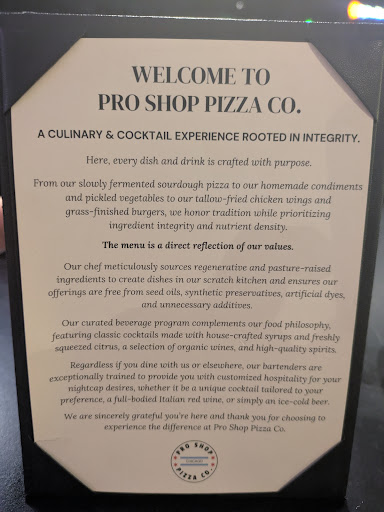 WELCOME TO
PRO SHOP PIZZA CO.
A CULINARY & COCKTAIL EXPERIENCE ROOTED IN INTEGRITY.
Here, every dish and drink is crafted with purpose.
From our slowly fermented sourdough pizza to our homemade condiments
and pickled vegetables to our tallow-fried chicken wings and
grass-finished burgers, we honor tradition while prioritizing
ingredient integrity and nutrient density.
The menu is a direct reflection of our values.
Our chef meticulously sources regenerative and pasture-raised
ingredients to create dishes in our scratch kitchen and ensures our
offerings are free from seed oils, synthetic preservatives, artificial dyes,
and unnecessary additives.
Our curated beverage program complements our food philosophy,
featuring classic cocktails made with house-crafted syrups and freshly
squeezed citrus, a selection of organic wines, and high-quality spirits.
Regardless if you dine with us or elsewhere, our bartenders are
exceptionally trained to provide you with customized hospitality for your
nightcap desires, whether it be a unique cocktail tailored to your
preference, a full-bodied Italian red wine, or simply an ice-cold beer.
We are sincerely grateful you're here and thank you for choosing to
experience the difference at Pro Shop Pizza Co.
PRO SHOP
PIZZA CO.